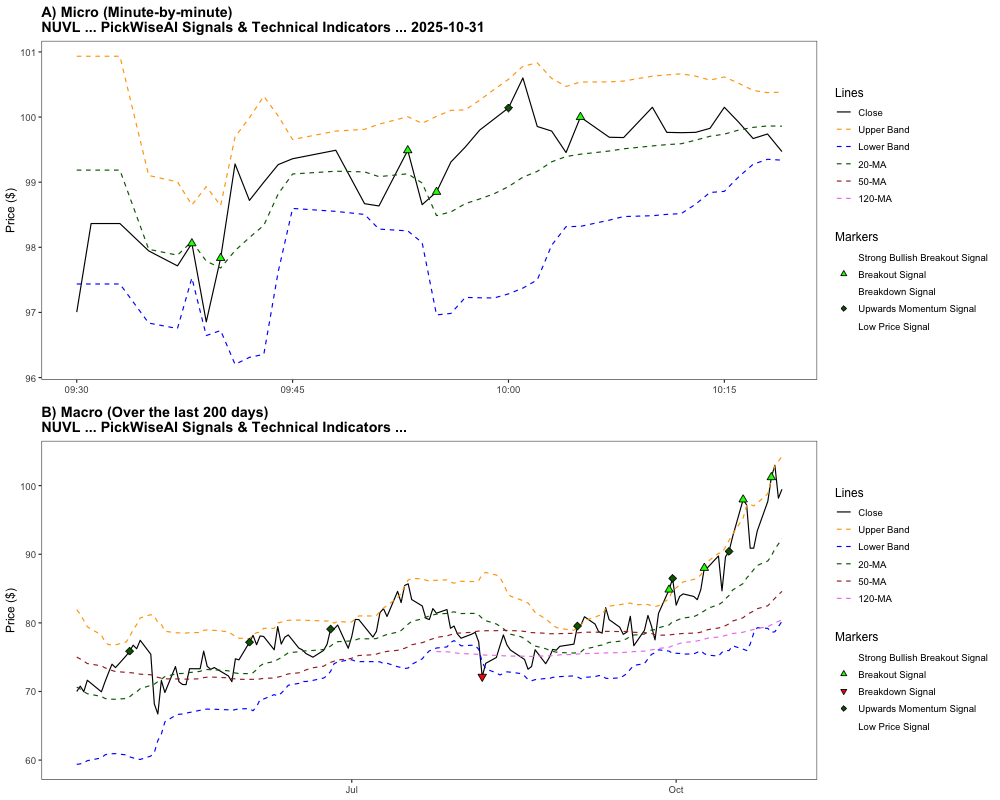 A) Micro (Minute-by-minute)
NUVL ... PickWiseAI Signals & Technical Indicators ... 2025-10-31
Price ($)
101
100
99
98
97
96
09:30
09:45
10:00
10:15
Lines
Close
Upper Band
Lower Band
20-MA
50-MA
120-MA
Markers
Strong Bullish Breakout Signal
Breakout Signal
Breakdown Signal
Upwards Momentum Signal
Low Price Signal
B) Macro (Over the last 200 days)
NUVL ... PickWiseAI Signals & Technical Indicators ...
Price ($)
100
90
80
70
60
Jul
Oct
Lines
Close
Upper Band
Lower Band
20-MA
50-MA
120-MA
Markers
Strong Bullish Breakout Signal
Breakout Signal
Breakdown Signal
Upwards Momentum Signal
Low Price Signal